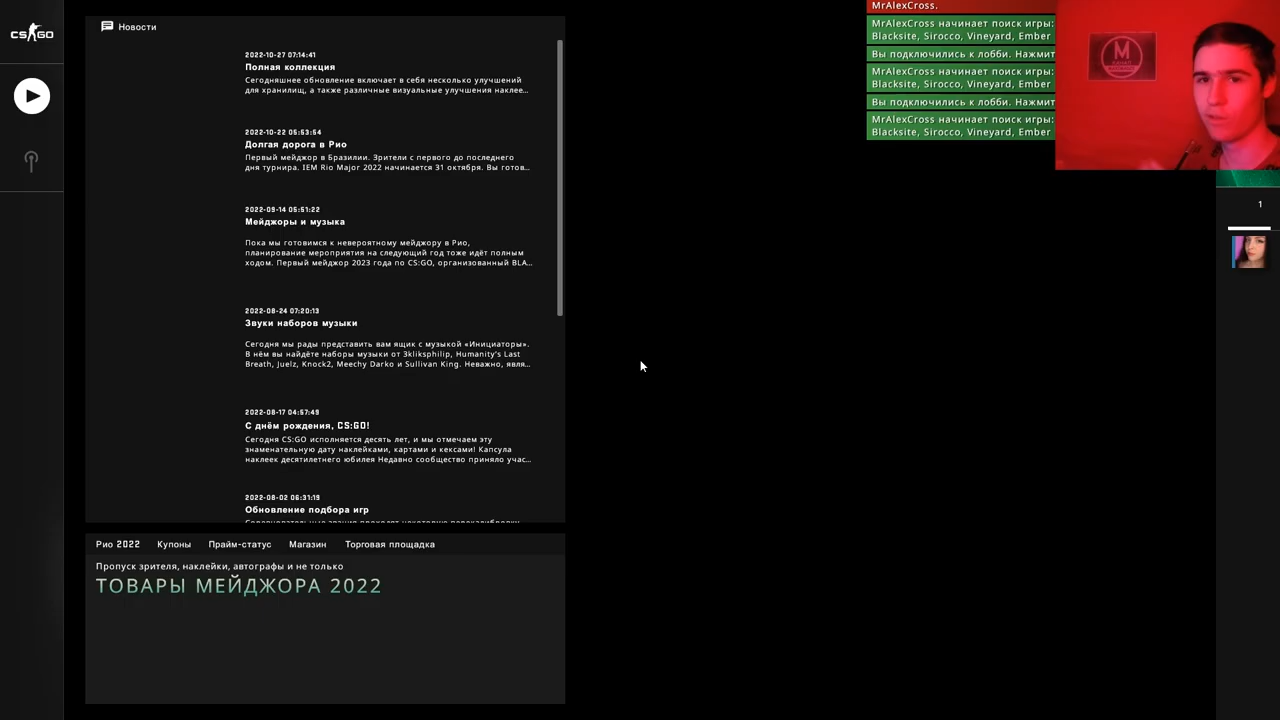 CS:GO
Новости
2022-10-27 07:14:41
Полная коллекция
Сегодняшнее обновление включает в себя несколько улучшений
для хранилищ, а также различные визуальные улучшения наклее…
2022-10-22 05:53:54
Долгая дорога в Рио
Первый мейджор в Бразилии. Зрители с первого до последнего
дня турнира. IEM Rio Major 2022 начинается 31 октября. Вы готов…
2022-09-14 05:51:22
Мейджоры и музыка
Пока мы готовимся к невероятному мейджору в Рио,
планирование мероприятия на следующий год тоже идёт полным
ходом. Первый мейджор 2023 года по CS:GO, организованный BLA…
2022-08-24 07:20:13
Звуки наборов музыки
Сегодня мы рады представить вам ящик с музыкой «Инициаторы».
В нём вы найдёте наборы музыки от 3kliksphilip, Humanity's Last
Breath, Juelz, Knock2, Meechy Darko и Sullivan King. Неважно, явля…
2022-08-17 04:57:49
С днём рождения, CS:GO!
Сегодня CS:GO исполняется десять лет, и мы отмечаем эту
знаменательную дату наклейками, картами и кексами! Капсула
наклеек десятилетнего юбилея Недавно сообщество приняло учас…
2022-08-02 06:31:19
Обновление подбора игр
Рио 2022 Купоны Прайм-статус Магазин Торговая площадка
Пропуск зрителя, наклейки, автографы и не только
ТОВАРЫ МЕЙДЖОРА 2022
MrAlexCross.
MrAlexCross начинает поиск игры:
Blacksite, Sirocco, Vineyard, Ember
Вы подключились к лобби. Нажмит
MrAlexCross начинает поиск игры:
Blacksite, Sirocco, Vineyard, Ember
Вы подключились к лобби. Нажмит
MrAlexCross начинает поиск игры:
Blacksite, Sirocco, Vineyard, Ember
M
1